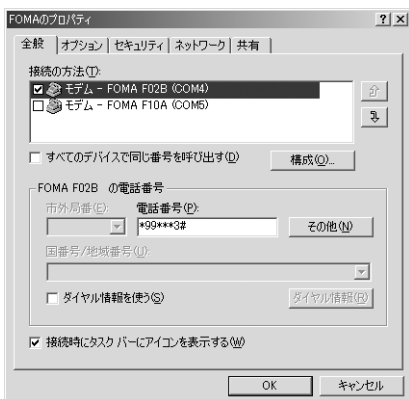 FOMAのプロパティ
全般 オプション セキュリティ ネットワーク 共有
接続の方法(T):
モデム - FOMA F02B (COM4)
モデム - FOMA F10A (COM5)
すべてのデバイスで同じ番号を呼び出す(D) 構成(O)...
FOMA F02B の電話番号
市外局番(E): 電話番号(P):
*99***3# その他(N)
国番号/地域番号(U):
ダイヤル情報を使う(S) ダイヤル情報(R)
接続時にタスク バーにアイコンを表示する(W)
OK キャンセル